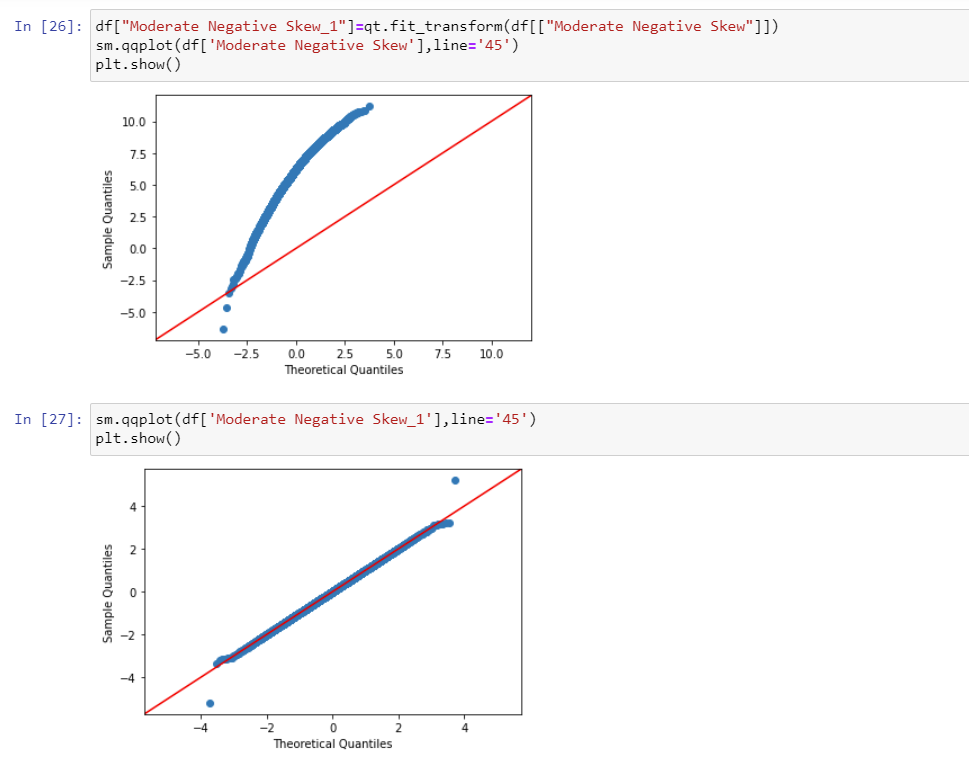 In [26]: df["Moderate Negative Skew_1"]=qt.fit_transform(df[["Moderate Negative Skew"]])
sm.qqplot(df['Moderate Negative Skew'],line='45')
plt.show()
10.0
7.5
5.0
2.5
0.0
−2.5
−5.0
Sample Quantiles
−5.0 −2.5 0.0 2.5 5.0 7.5 10.0
Theoretical Quantiles
In [27]: sm.qqplot(df['Moderate Negative Skew_1'],line='45')
plt.show()
4
2
0
−2
−4
Sample Quantiles
−4 −2 0 2 4
Theoretical Quantiles